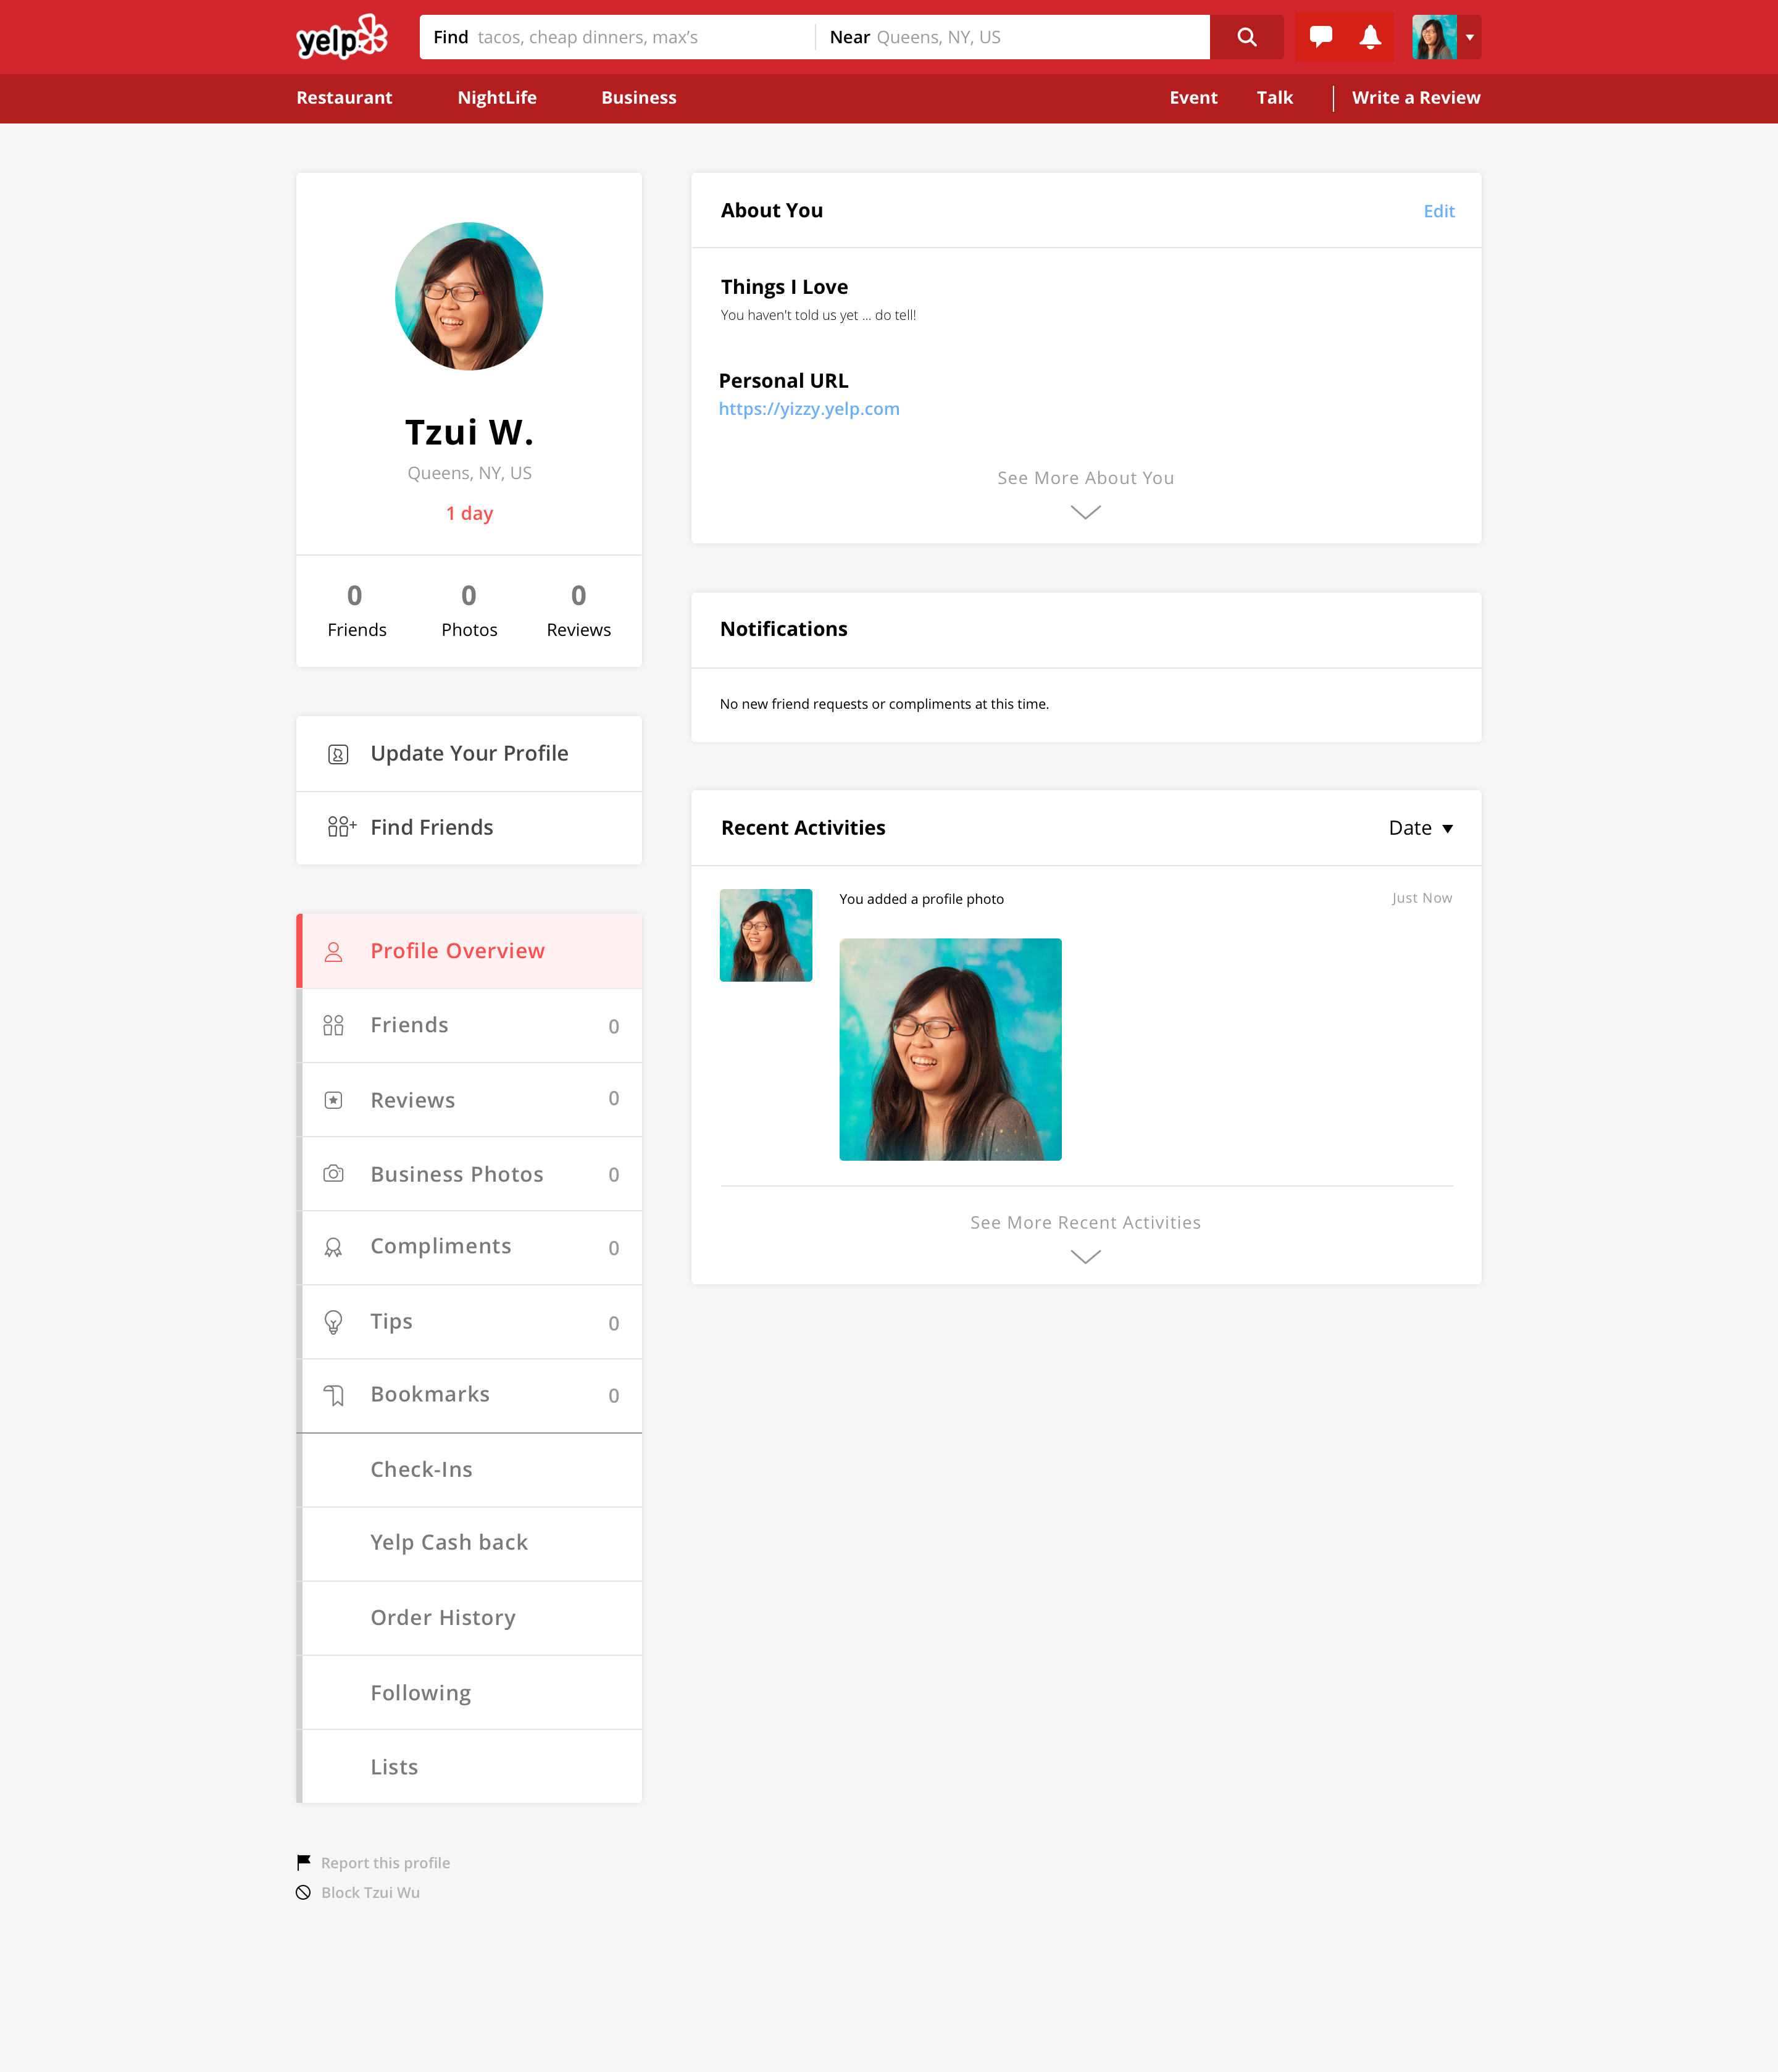 yelp
Find tacos, cheap dinners, max’s
Near Queens, NY, US
Restaurant NightLife Business Event Talk Write a Review
Tzui W.
Queens, NY, US
1 day
0 0 0
Friends Photos Reviews
Update Your Profile
Find Friends
Profile Overview
Friends 0
Reviews 0
Business Photos 0
Compliments 0
Tips 0
Bookmarks 0
Check-Ins
Yelp Cash back
Order History
Following
Lists
Report this profile
Block Tzui Wu
About You Edit
Things I Love
You haven't told us yet ... do tell!
Personal URL
https://yizzy.yelp.com
See More About You
Notifications
No new friend requests or compliments at this time.
Recent Activities Date
You added a profile photo Just Now
See More Recent Activities